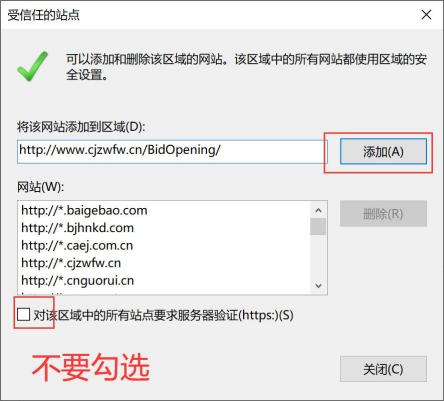 受信任的站点
可以添加和删除该区域的网站。该区域中的所有网站都使用区域的安
全设置。
将该网站添加到区域(D):
http://www.cjzwfw.cn/BidOpening/
添加(A)
网站(W):
http://*.baigebao.com
http://*.bjhnkd.com
http://*.caej.com.cn
http://*.cjzwfw.cn
http://*.cnguorui.cn
删除(R)
对该区域中的所有站点要求服务器验证(https:)(S)
不要勾选
关闭(C)